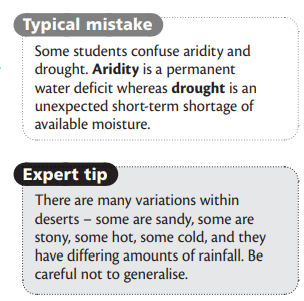 Typical mistake
Some students confuse aridity and
drought. Aridity is a permanent
water deficit whereas drought is an
unexpected short-term shortage of
available moisture.
Expert tip
There are many variations within
deserts – some are sandy, some are
stony, some hot, some cold, and they
have differing amounts of rainfall. Be
careful not to generalise.